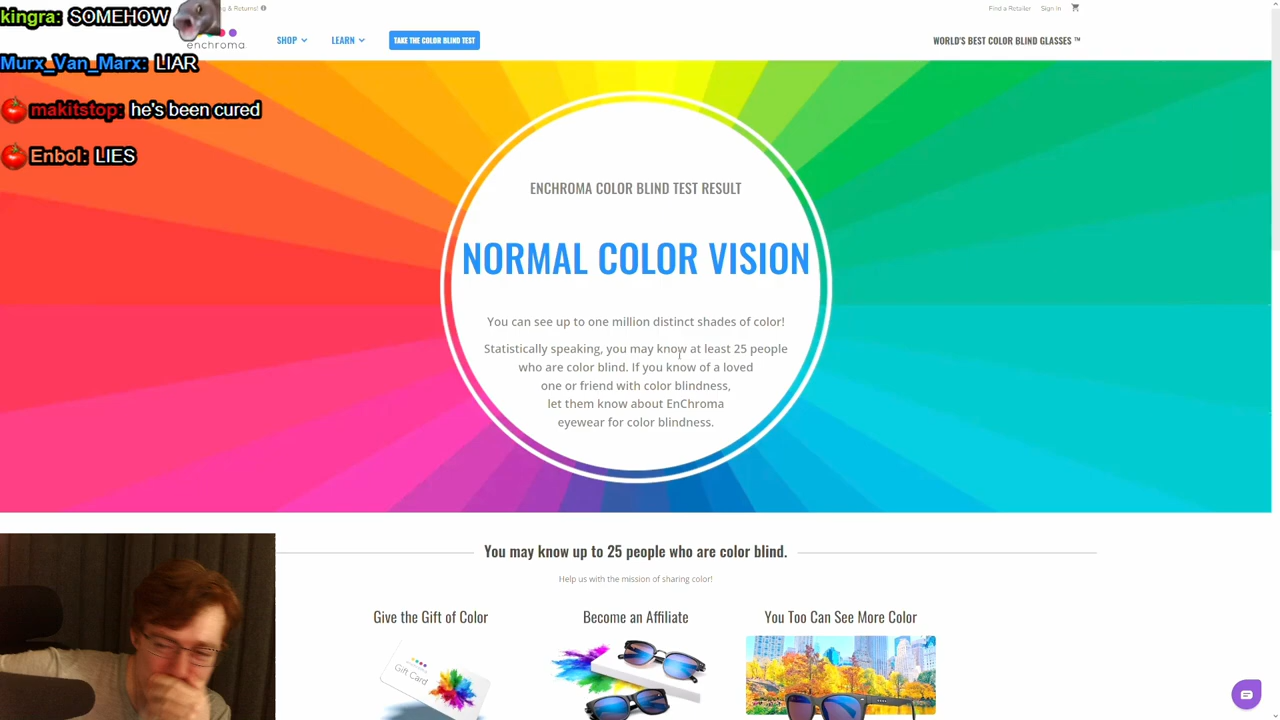 kingra: SOMEHOW
Murx_Van_Marx: LIAR
makitstop: he's been cured
Enbol: LIES
& Returns!
Find a Retailer
Sign In
enchroma
SHOP
LEARN
TAKE THE COLOR BLIND TEST
WORLD'S BEST COLOR BLIND GLASSES ™
ENCHROMA COLOR BLIND TEST RESULT
NORMAL COLOR VISION
You can see up to one million distinct shades of color!
Statistically speaking, you may know at least 25 people
who are color blind. If you know of a loved
one or friend with color blindness,
let them know about EnChroma
eyewear for color blindness.
You may know up to 25 people who are color blind.
Help us with the mission of sharing color!
Give the Gift of Color
Become an Affiliate
You Too Can See More Color
Gift Card